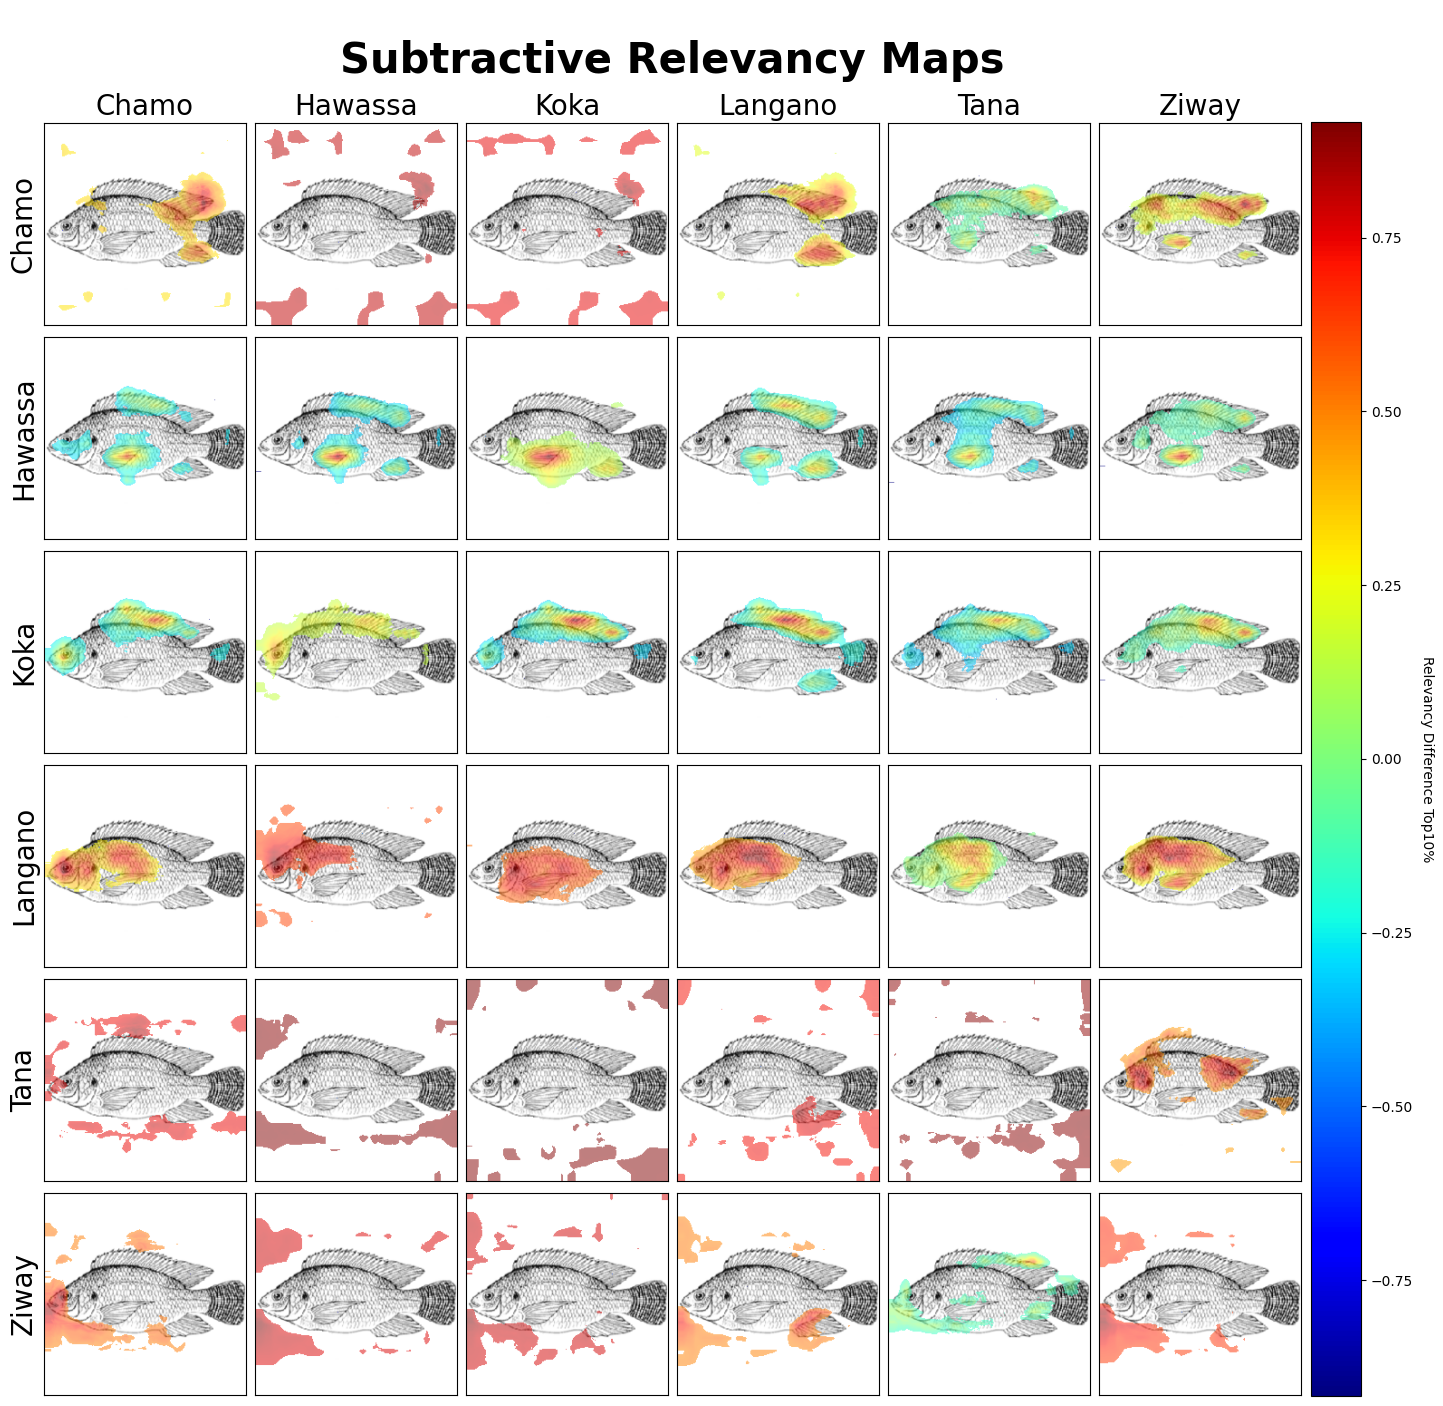 Subtractive Relevancy Maps
Chamo Hawassa Koka Langano Tana Ziway
Chamo
Hawassa
Koka
Langano
Tana
Ziway
0.75
0.50
0.25
0.00
−0.25
−0.50
−0.75
Relevancy Difference Top10%